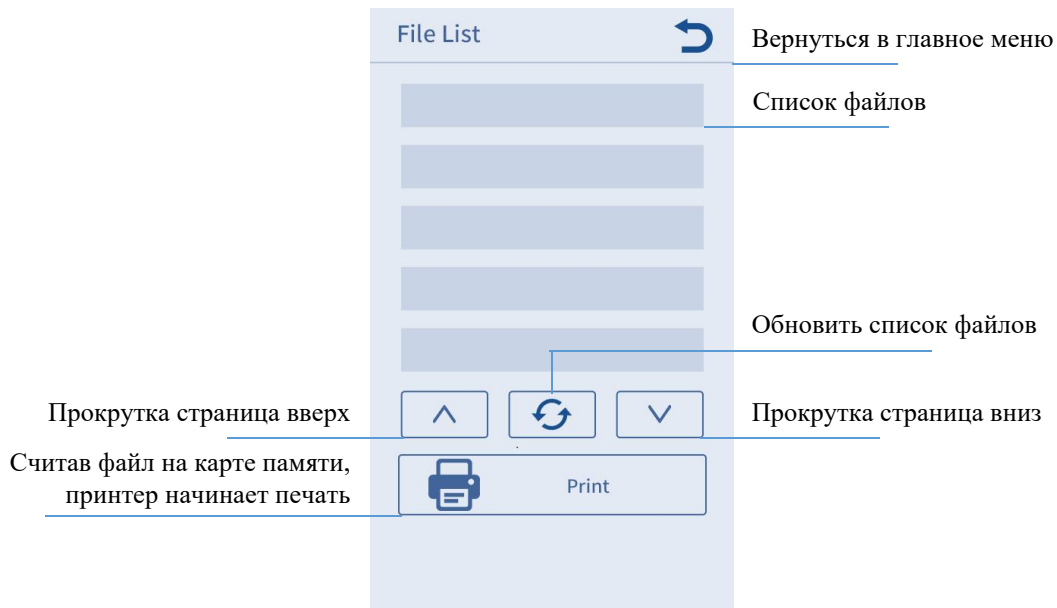 File List
Вернуться в главное меню
Список файлов
Обновить список файлов
Прокрутка страница вверх
Прокрутка страница вниз
Считав файл на карте памяти,
принтер начинает печать
Print